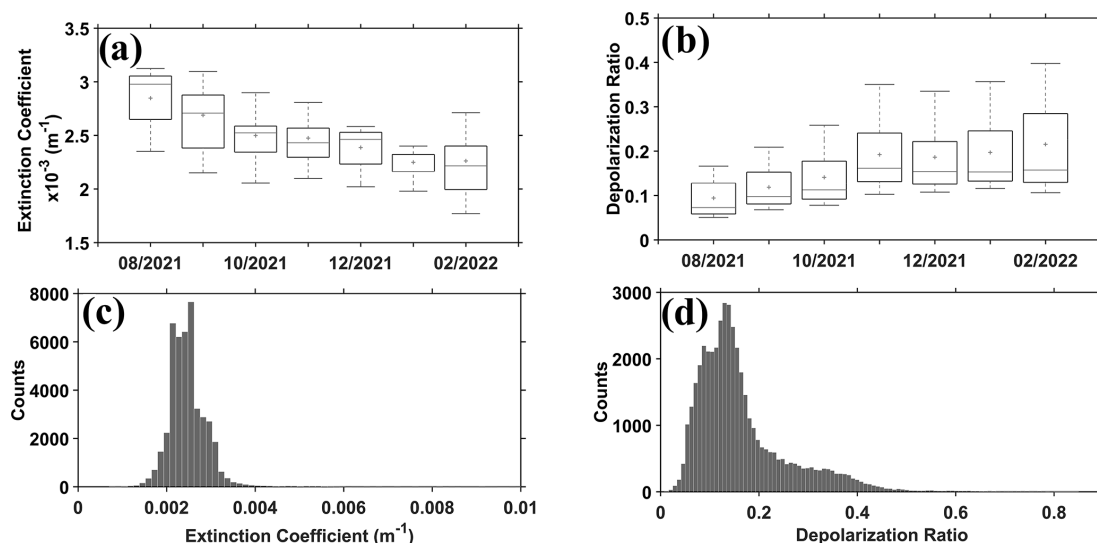 (a)
Extinction Coefficient
x10⁻³ (m⁻¹)
3.5
3
2.5
2
1.5
08/2021 10/2021 12/2021 02/2022
(b)
Depolarization Ratio
0.5
0.4
0.3
0.2
0.1
0
08/2021 10/2021 12/2021 02/2022
(c)
Counts
8000
6000
4000
2000
0
0 0.002 0.004 0.006 0.008 0.01
Extinction Coefficient (m⁻¹)
(d)
Counts
3000
2000
1000
0
0 0.2 0.4 0.6 0.8
Depolarization Ratio